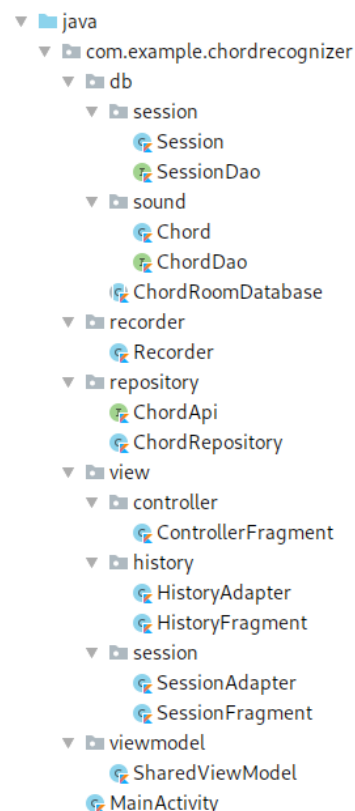 java
com.example.chordrecognizer
db
session
Session
SessionDao
sound
Chord
ChordDao
ChordRoomDatabase
recorder
Recorder
repository
ChordApi
ChordRepository
view
controller
ControllerFragment
history
HistoryAdapter
HistoryFragment
session
SessionAdapter
SessionFragment
viewmodel
SharedViewModel
MainActivity